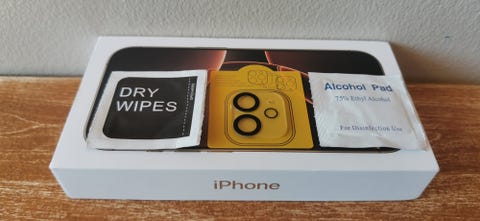 DRY
WIPES
Alcohol Pad
75% Ethyl Alcohol
For Disinfection Use
iPhone